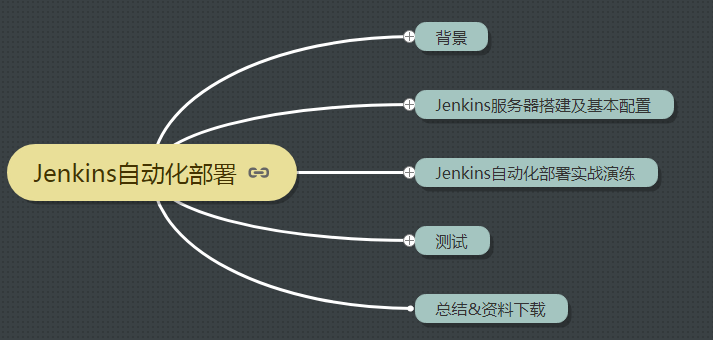 背景
Jenkins服务器搭建及基本配置
Jenkins自动化部署
Jenkins自动化部署实战演练
测试
总结&资料下载